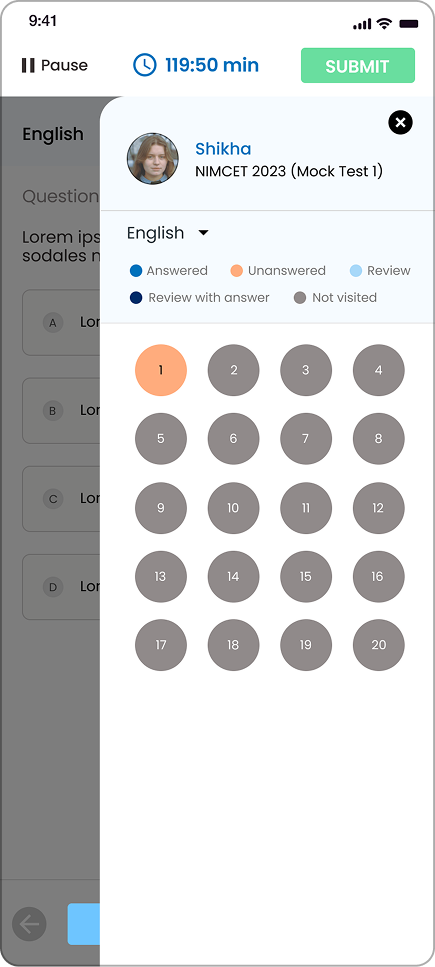 9:41
Pause
119:50 min
SUBMIT
English
Shikha
NIMCET 2023 (Mock Test 1)
Question
English
Lorem ips
sodales n
Answered
Unanswered
Review
Review with answer
Not visited
A
Lor
B
Lor
C
Lor
D
Lor
1
2
3
4
5
6
7
8
9
10
11
12
13
14
15
16
17
18
19
20